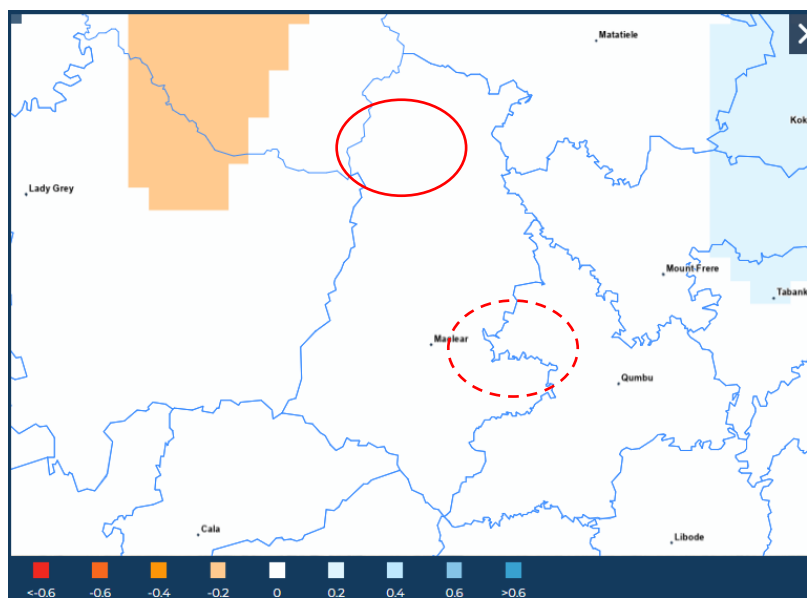 Matatiele
Kok
Lady Grey
Mount-Frere
Tabank
Maclear
Qumbu
Cala
Libode
<-0.6
-0.6
-0.4
-0.2
0
0.2
0.4
0.6
>0.6